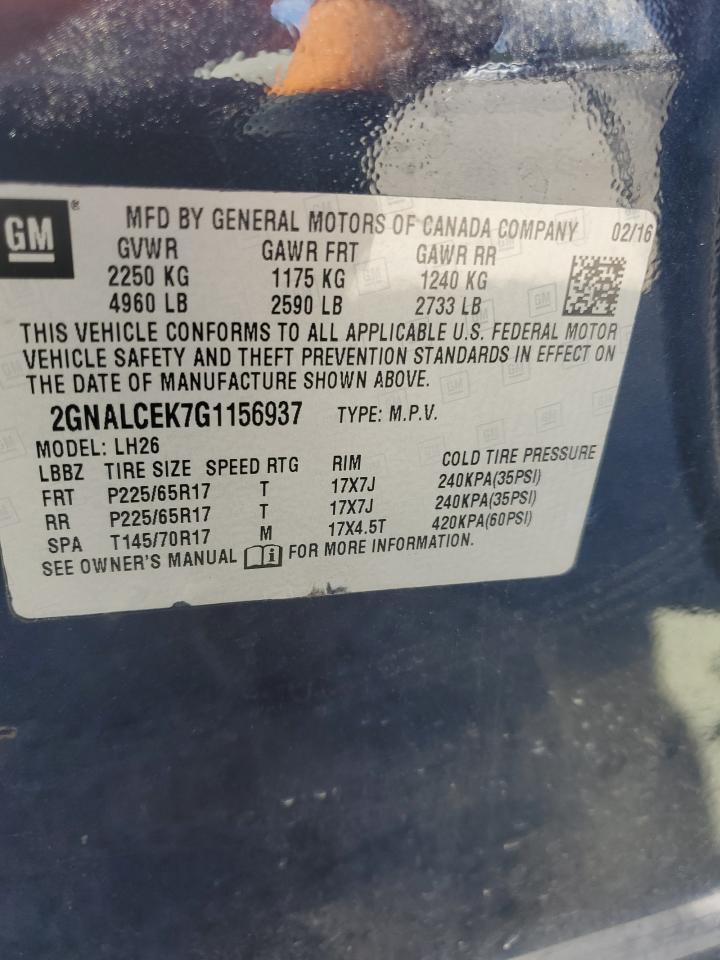 GM ®
MFD BY GENERAL MOTORS OF CANADA COMPANY 02/16
GVWR GAWR FRT GAWR RR
2250 KG 1175 KG 1240 KG
4960 LB 2590 LB 2733 LB
THIS VEHICLE CONFORMS TO ALL APPLICABLE U.S. FEDERAL MOTOR
VEHICLE SAFETY AND THEFT PREVENTION STANDARDS IN EFFECT ON
THE DATE OF MANUFACTURE SHOWN ABOVE.
2GNALCEK7G1156937 TYPE: M.P.V.
MODEL: LH26
LBBZ TIRE SIZE SPEED RTG RIM COLD TIRE PRESSURE
FRT P225/65R17 T 17X7J 240KPA(35PSI)
RR P225/65R17 T 17X7J 240KPA(35PSI)
SPA T145/70R17 M 17X4.5T 420KPA(60PSI)
SEE OWNER'S MANUAL i FOR MORE INFORMATION.